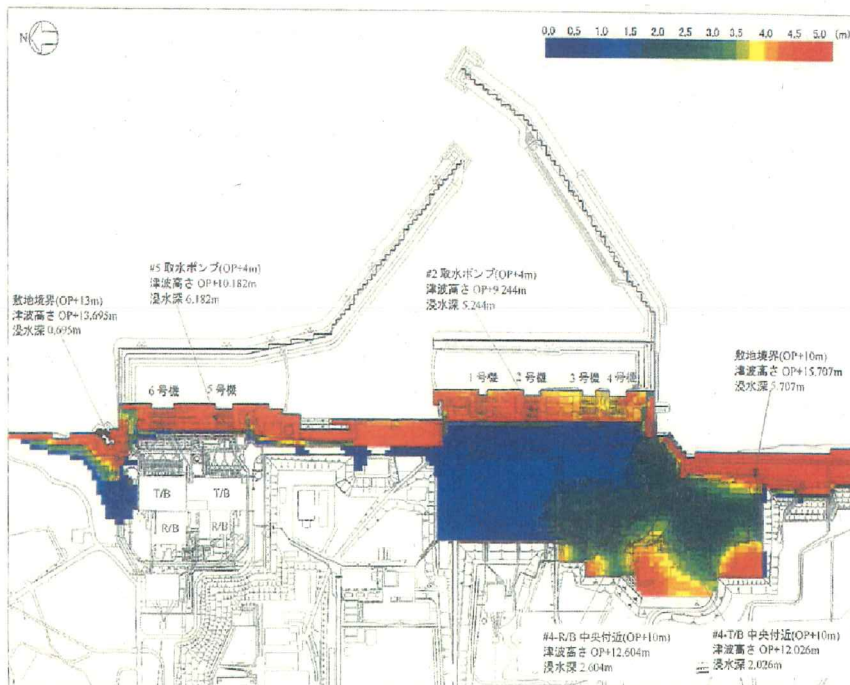 N
0.0 0.5 1.0 1.5 2.0 2.5 3.0 3.5 4.0 4.5 5.0 (m)
#5 取水ポンプ(OP+4m)
津波高さ OP+10.182m
浸水深 6.182m
#2 取水ポンプ(OP+4m)
津波高さ OP+9.244m
浸水深 5.244m
敷地境界(OP+13m)
津波高さ OP+13.695m
浸水深 0.695m
敷地境界(OP+10m)
津波高さ OP+15.707m
浸水深 5.707m
6号機 5号機
1号機 2号機 3号機 4号機
T/B T/B
R/B R/B
#4-R/B 中央付近(OP+10m)
津波高さ OP+12.604m
浸水深 2.604m
#4-T/B 中央付近(OP+10m)
津波高さ OP+12.026m
浸水深 2.026m